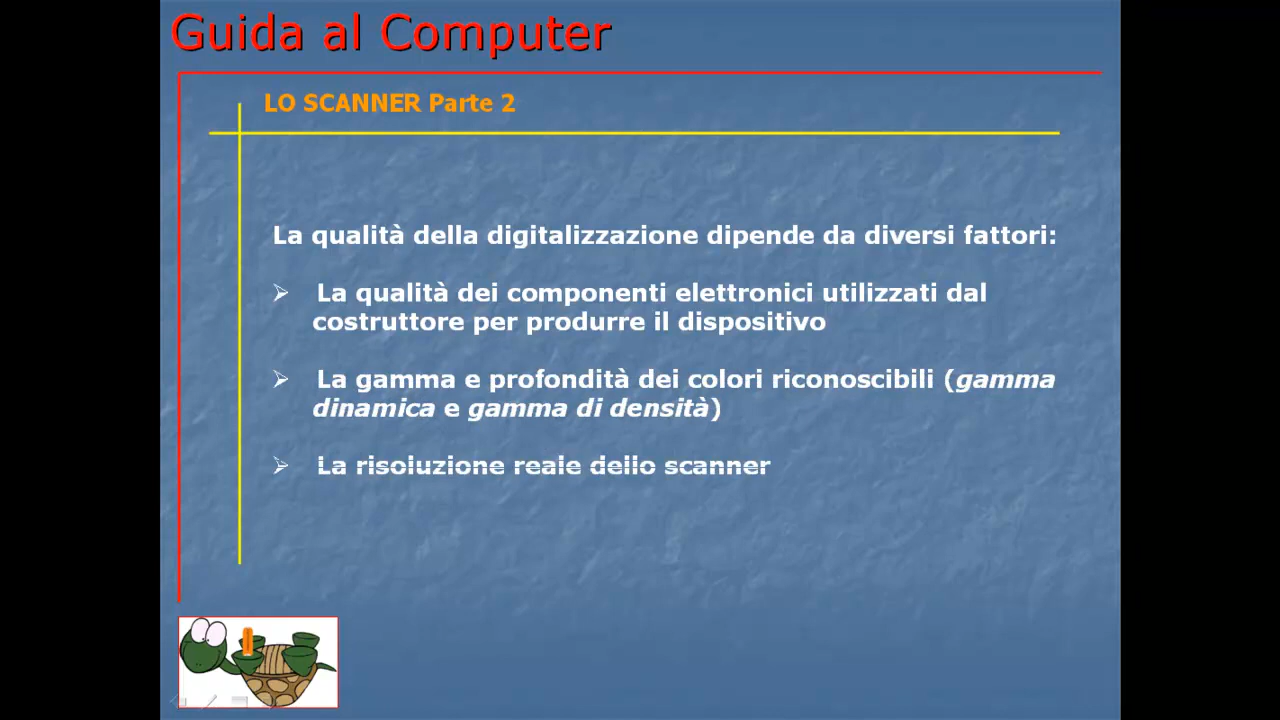 Guida al Computer
LO SCANNER Parte 2
La qualità della digitalizzazione dipende da diversi fattori:
La qualità dei componenti elettronici utilizzati dal
costruttore per produrre il dispositivo
La gamma e profondità dei colori riconoscibili (gamma
dinamica e gamma di densità)
La risoluzione reale dello scanner